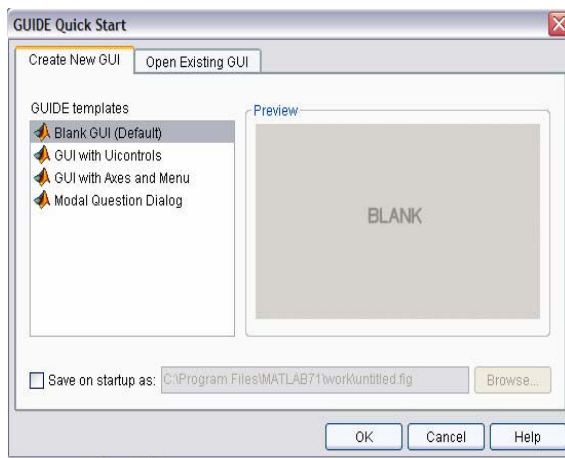 GUIDE Quick Start
Create New GUI
Open Existing GUI
GUIDE templates
Blank GUI (Default)
GUI with Uicontrols
GUI with Axes and Menu
Modal Question Dialog
Preview
BLANK
Save on startup as:
C:\Program Files\MATLAB71\work\untitled.fig
Browse...
OK
Cancel
Help